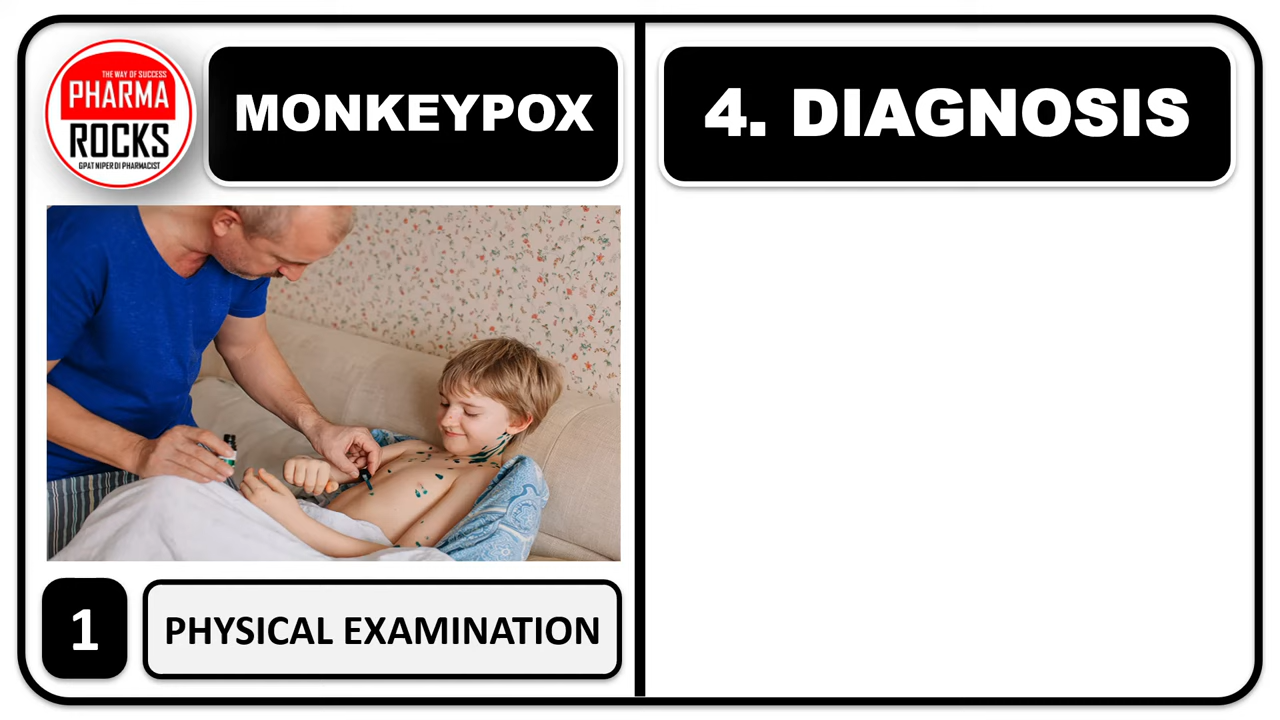 THE WAY OF SUCCESS
PHARMA
ROCKS
GPAT NIPER DI PHARMACIST
MONKEYPOX
4. DIAGNOSIS
1
PHYSICAL EXAMINATION